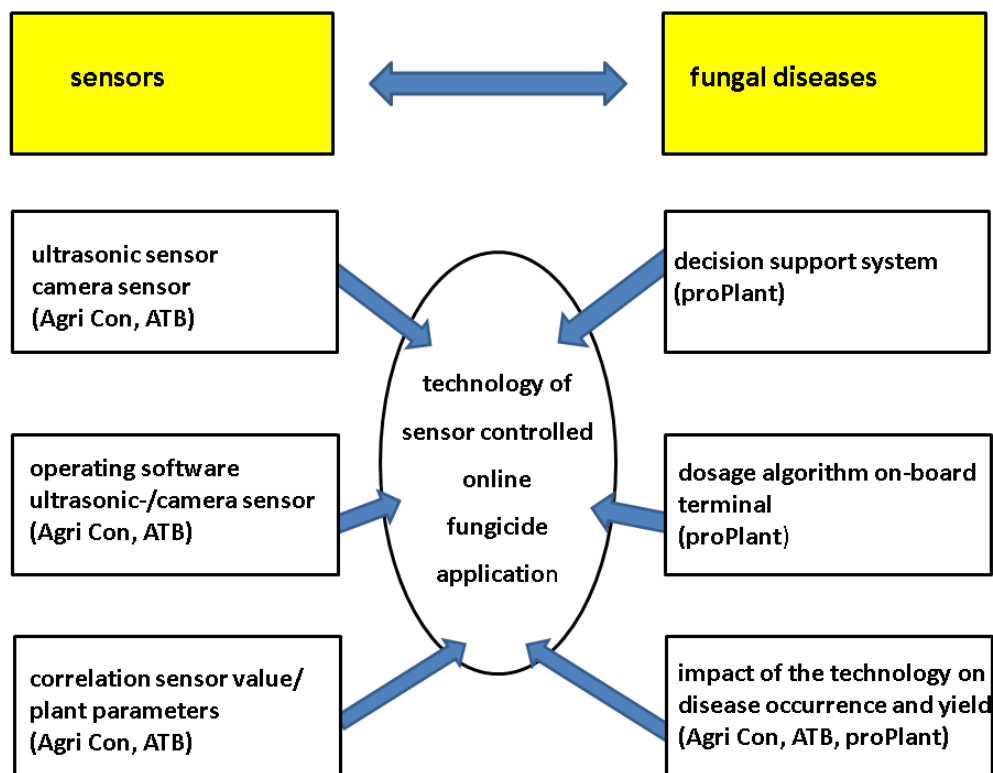 sensors
fungal diseases
ultrasonic sensor
camera sensor
(Agri Con, ATB)
decision support system
(proPlant)
technology of
sensor controlled
online
fungicide
application
operating software
ultrasonic-/camera sensor
(Agri Con, ATB)
dosage algorithm on-board
terminal
(proPlant)
correlation sensor value/
plant parameters
(Agri Con, ATB)
impact of the technology on
disease occurrence and yield
(Agri Con, ATB, proPlant)